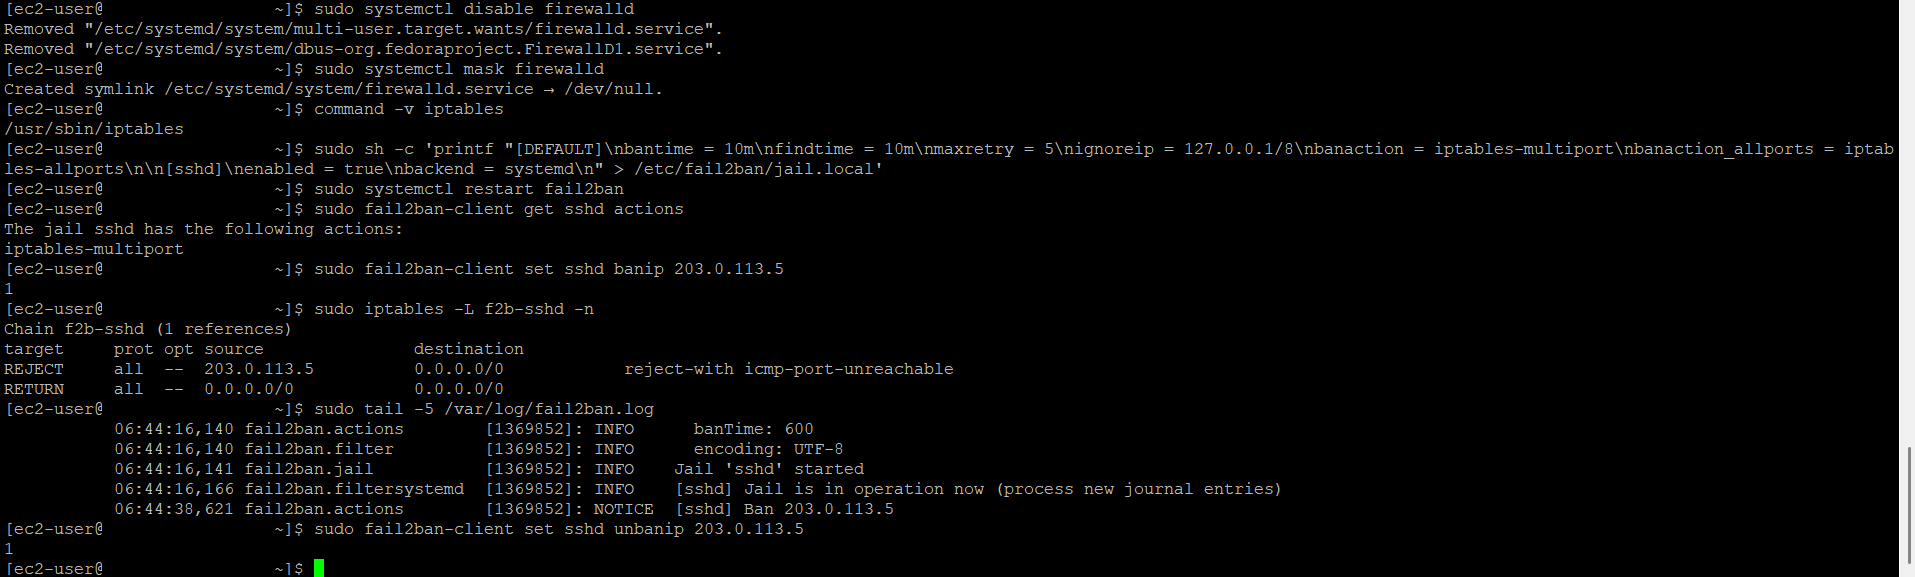 [ec2-user@ ~]$ sudo systemctl disable firewalld
Removed "/etc/systemd/system/multi-user.target.wants/firewalld.service".
Removed "/etc/systemd/system/dbus-org.fedoraproject.FirewallD1.service".
[ec2-user@ ~]$ sudo systemctl mask firewalld
Created symlink /etc/systemd/system/firewalld.service → /dev/null.
[ec2-user@ ~]$ command -v iptables
/usr/sbin/iptables
[ec2-user@ ~]$ sudo sh -c 'printf "[DEFAULT]\nbantime = 10m\nfindtime = 10m\nmaxretry = 5\nignoreip = 127.0.0.1/8\nbanaction = iptables-multiport\nbanaction_allports = iptab
les-allports\n\n[sshd]\nenabled = true\nbackend = systemd\n" > /etc/fail2ban/jail.local'
[ec2-user@ ~]$ sudo systemctl restart fail2ban
[ec2-user@ ~]$ sudo fail2ban-client get sshd actions
The jail sshd has the following actions:
iptables-multiport
[ec2-user@ ~]$ sudo fail2ban-client set sshd banip 203.0.113.5
1
[ec2-user@ ~]$ sudo iptables -L f2b-sshd -n
Chain f2b-sshd (1 references)
target     prot opt source               destination
REJECT     all  --  203.0.113.5          0.0.0.0/0            reject-with icmp-port-unreachable
RETURN     all  --  0.0.0.0/0            0.0.0.0/0
[ec2-user@ ~]$ sudo tail -5 /var/log/fail2ban.log
06:44:16,140 fail2ban.actions        [1369852]: INFO      banTime: 600
06:44:16,140 fail2ban.filter         [1369852]: INFO      encoding: UTF-8
06:44:16,141 fail2ban.jail           [1369852]: INFO    Jail 'sshd' started
06:44:16,166 fail2ban.filtersystemd  [1369852]: INFO    [sshd] Jail is in operation now (process new journal entries)
06:44:38,621 fail2ban.actions        [1369852]: NOTICE  [sshd] Ban 203.0.113.5
[ec2-user@ ~]$ sudo fail2ban-client set sshd unbanip 203.0.113.5
1
[ec2-user@ ~]$